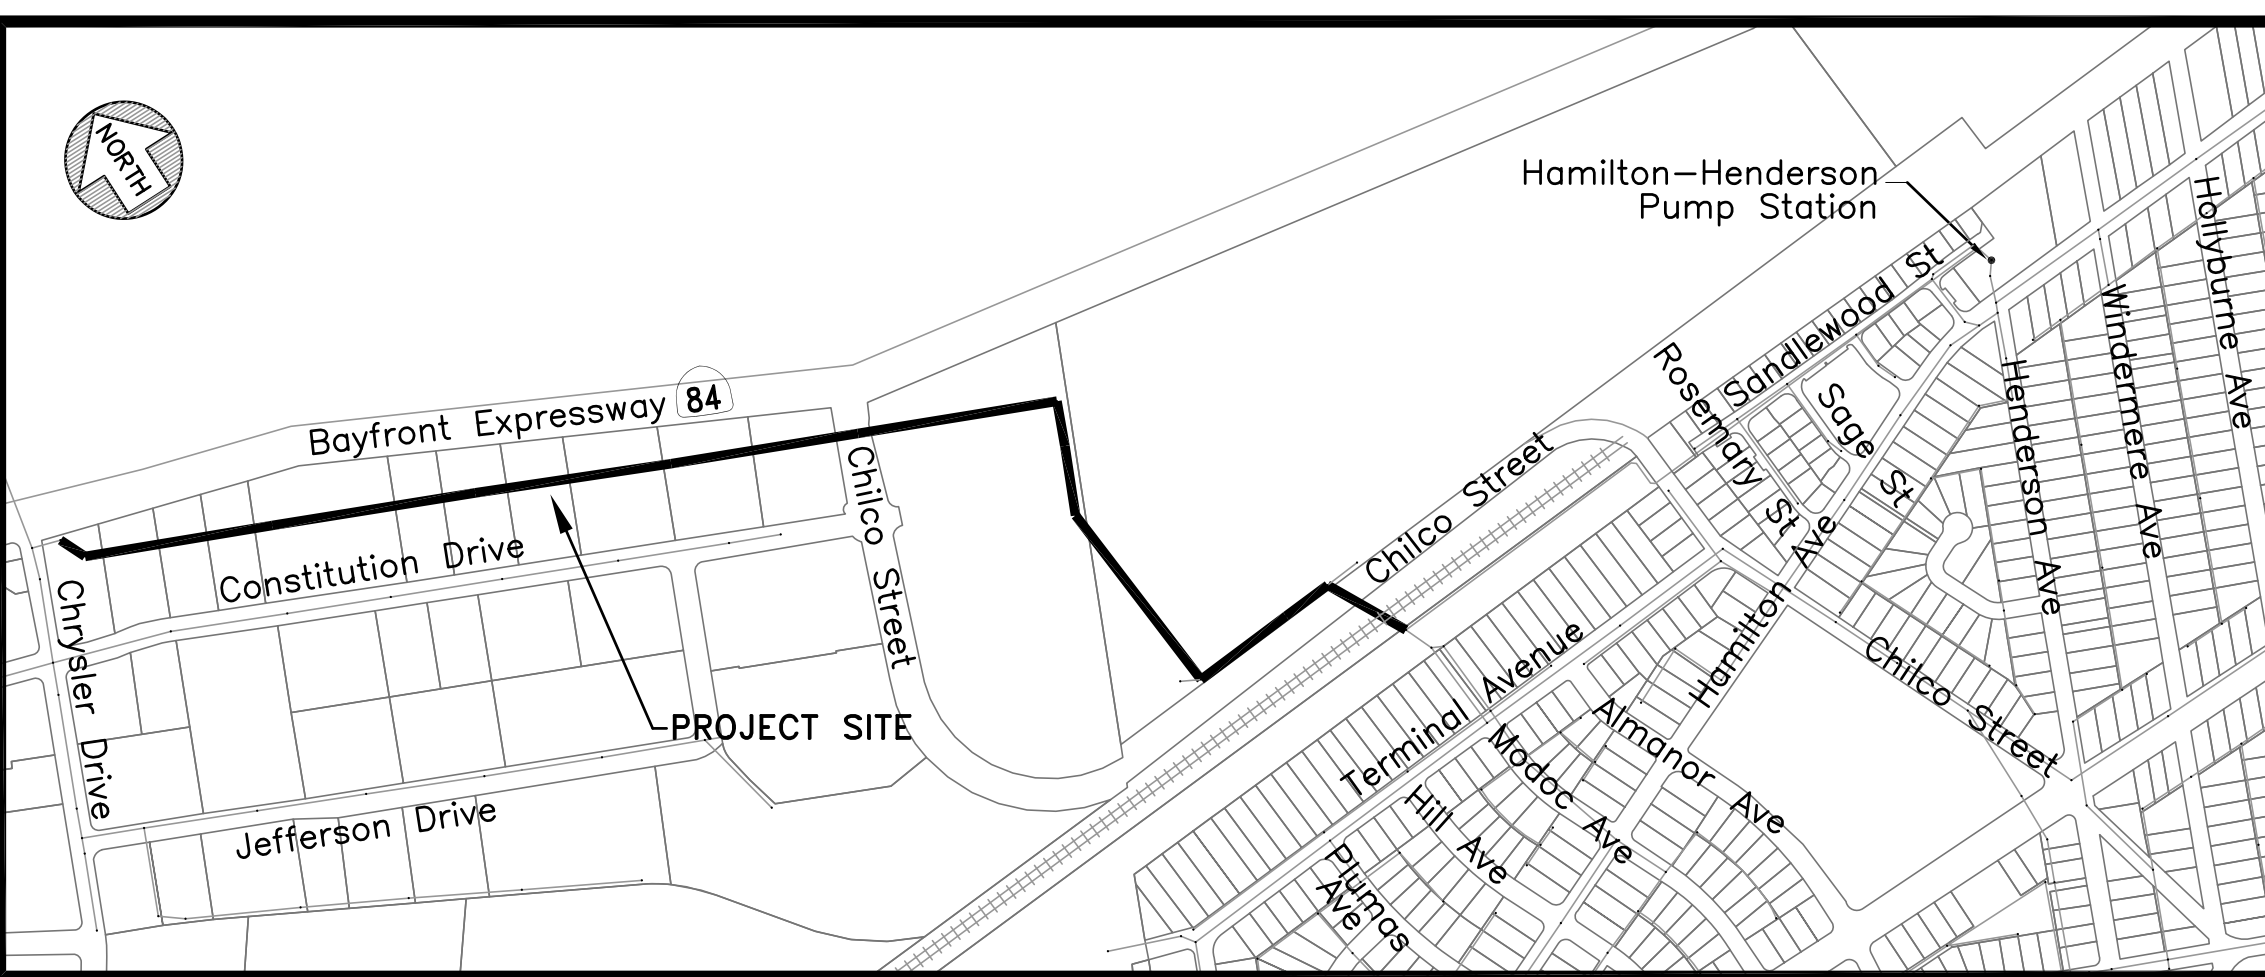 NORTH
Hamilton-Henderson
Pump Station
Bayfront Expressway 84
Sandlewood St
Rosemary St
Sage St
Henderson Ave
Windermere Ave
Hollyburne Ave
Chilco Street
Chilco Street
Constitution Drive
Chrysler Drive
PROJECT SITE
Jefferson Drive
Terminal Avenue
Hamilton Ave
Chilco Street
Almanor Ave
Modoc Ave
Hill Ave
Plumas
Ave